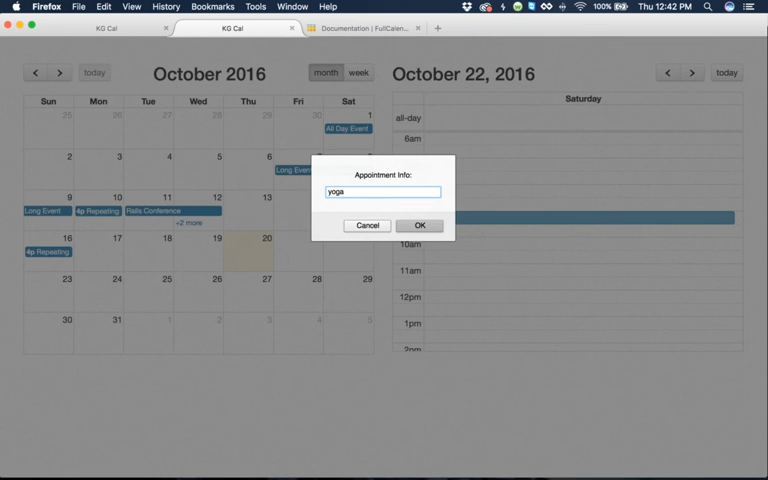 Firefox File Edit View History Bookmarks Tools Window Help 100% Thu 12:42 PM
KG Cal KG Cal Documentation | FullCalen...
today October 2016 month week October 22, 2016 today
Sun Mon Tue Wed Thu Fri Sat Saturday
25 26 27 28 29 30 1
All Day Event
all-day
6am
2 3 4 5 6
Long Even
Appointment Info:
yoga
Cancel OK
9 10 11 12 13
Long Event 4p Repeating Rails Conference
+2 more
16 17 18 19 20
4p Repeating
10am
11am
23 24 25 26 27 28 29
12pm
30 31 1 2 3 4 5
1pm
2pm